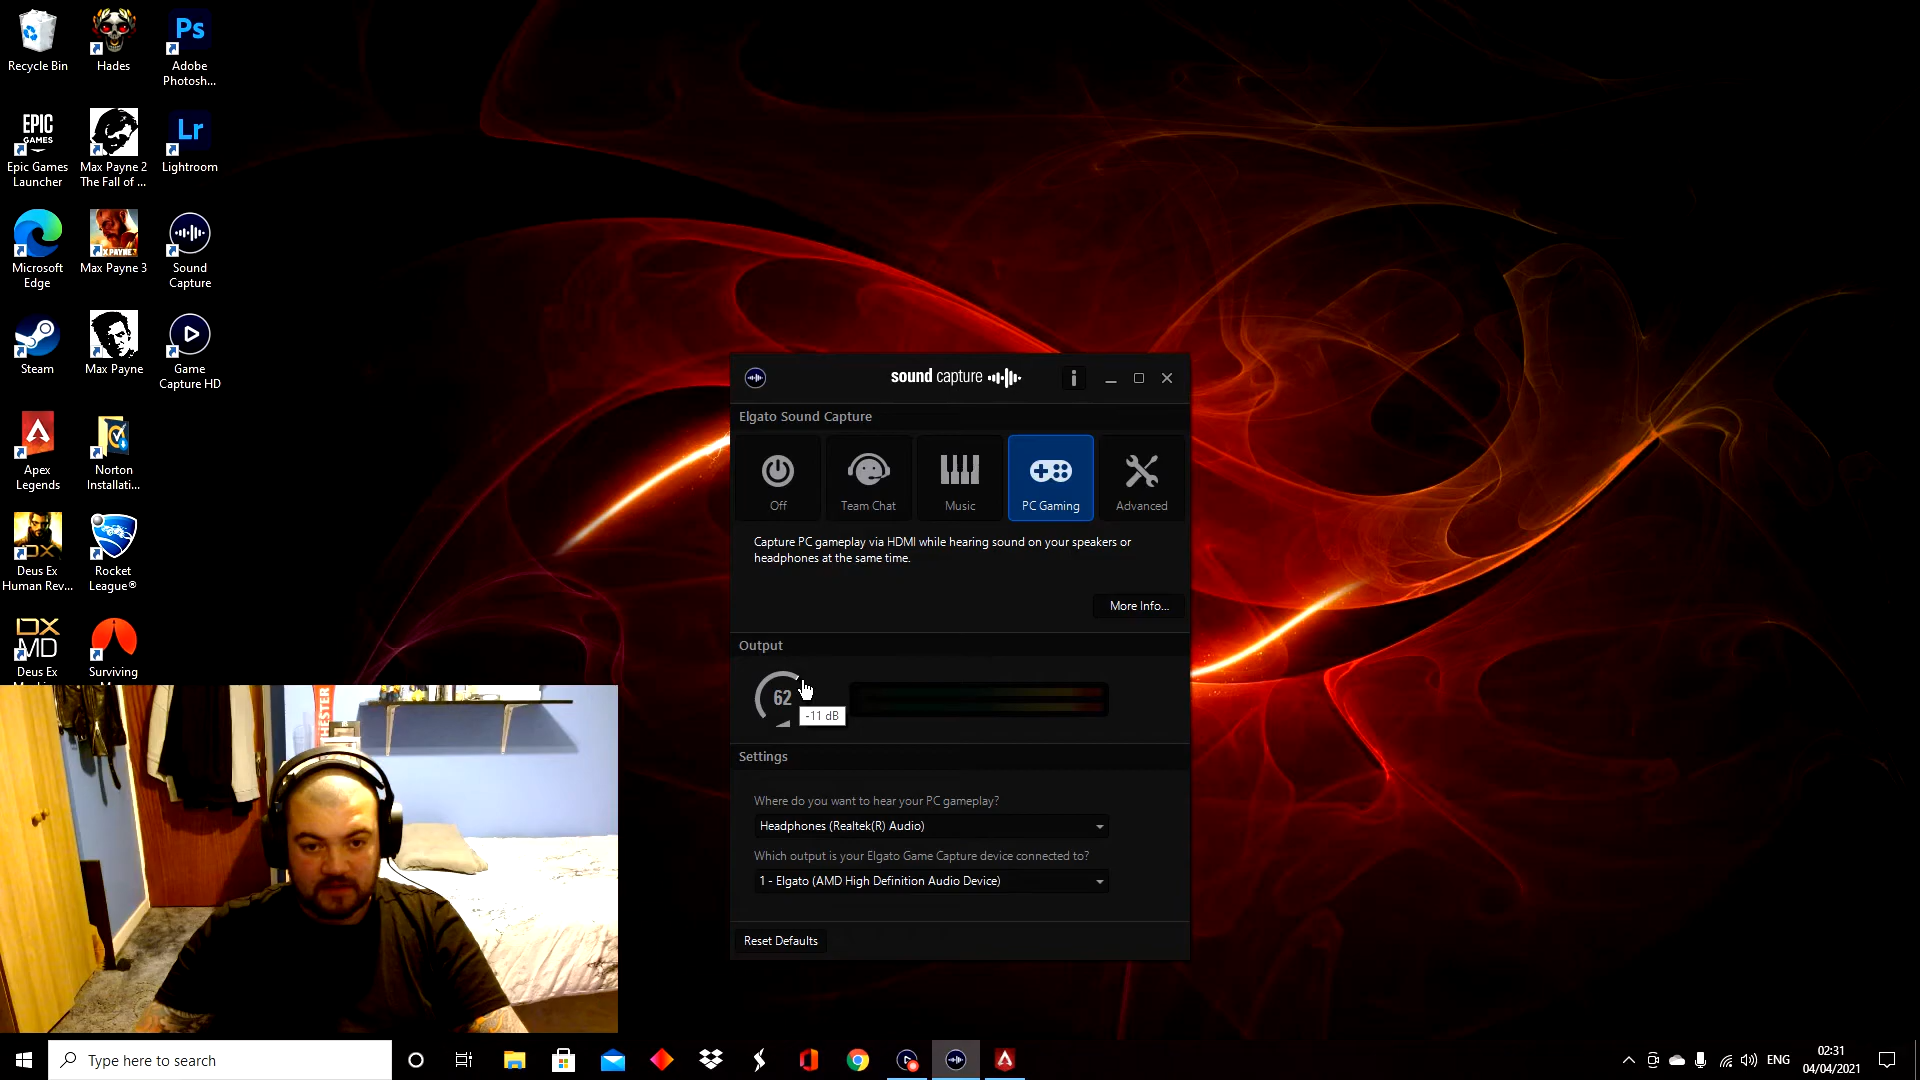 Recycle Bin
Hades
Ps
Adobe
Photosh...
EPIC
GAMES
Epic Games
Launcher
Max Payne 2
The Fall of ...
Lr
Lightroom
Microsoft
Edge
Max Payne 3
Sound
Capture
Steam
Max Payne
Game
Capture HD
Apex
Legends
Norton
Installati...
DX
Deus Ex
Human Rev...
Rocket
League®
DX
MD
Deus Ex
Surviving
sound capture
Elgato Sound Capture
Off
Team Chat
Music
PC Gaming
Advanced
Capture PC gameplay via HDMI while hearing sound on your speakers or
headphones at the same time.
More Info...
Output
62
-11 dB
Settings
Where do you want to hear your PC gameplay?
Headphones (Realtek(R) Audio)
Which output is your Elgato Game Capture device connected to?
1 - Elgato (AMD High Definition Audio Device)
Reset Defaults
Type here to search
ENG
02:31
04/04/2021